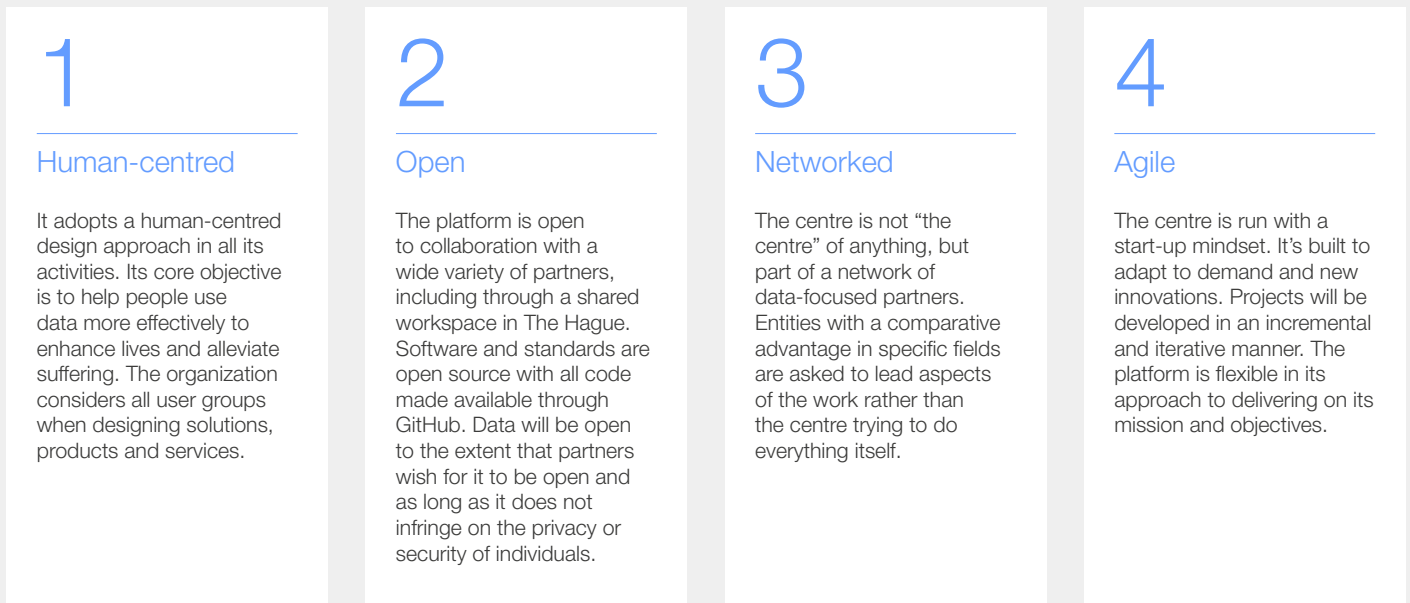 1
Human-centred
It adopts a human-centred
design approach in all its
activities. Its core objective
is to help people use
data more effectively to
enhance lives and alleviate
suffering. The organization
considers all user groups
when designing solutions,
products and services.
2
Open
The platform is open
to collaboration with a
wide variety of partners,
including through a shared
workspace in The Hague.
Software and standards are
open source with all code
made available through
GitHub. Data will be open
to the extent that partners
wish for it to be open and
as long as it does not
infringe on the privacy or
security of individuals.
3
Networked
The centre is not “the
centre” of anything, but
part of a network of
data-focused partners.
Entities with a comparative
advantage in specific fields
are asked to lead aspects
of the work rather than
the centre trying to do
everything itself.
4
Agile
The centre is run with a
start-up mindset. It’s built to
adapt to demand and new
innovations. Projects will be
developed in an incremental
and iterative manner. The
platform is flexible in its
approach to delivering on its
mission and objectives.